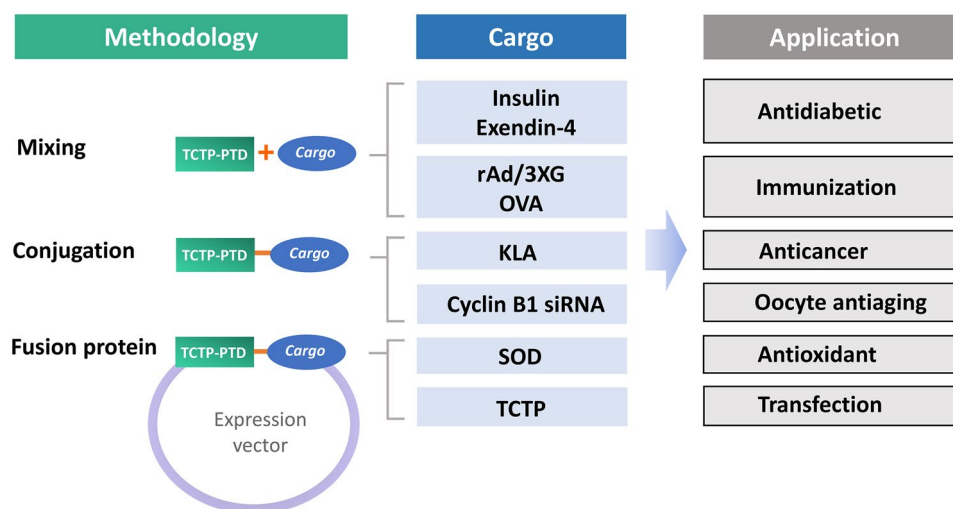 Methodology
Cargo
Application
Mixing
TCTP-PTD + Cargo
Insulin
Exendin-4
rAd/3XG
OVA
Antidiabetic
Immunization
Conjugation
TCTP-PTD Cargo
KLA
Cyclin B1 siRNA
Anticancer
Oocyte antiaging
Fusion protein
TCTP-PTD Cargo
Expression
vector
SOD
TCTP
Antioxidant
Transfection